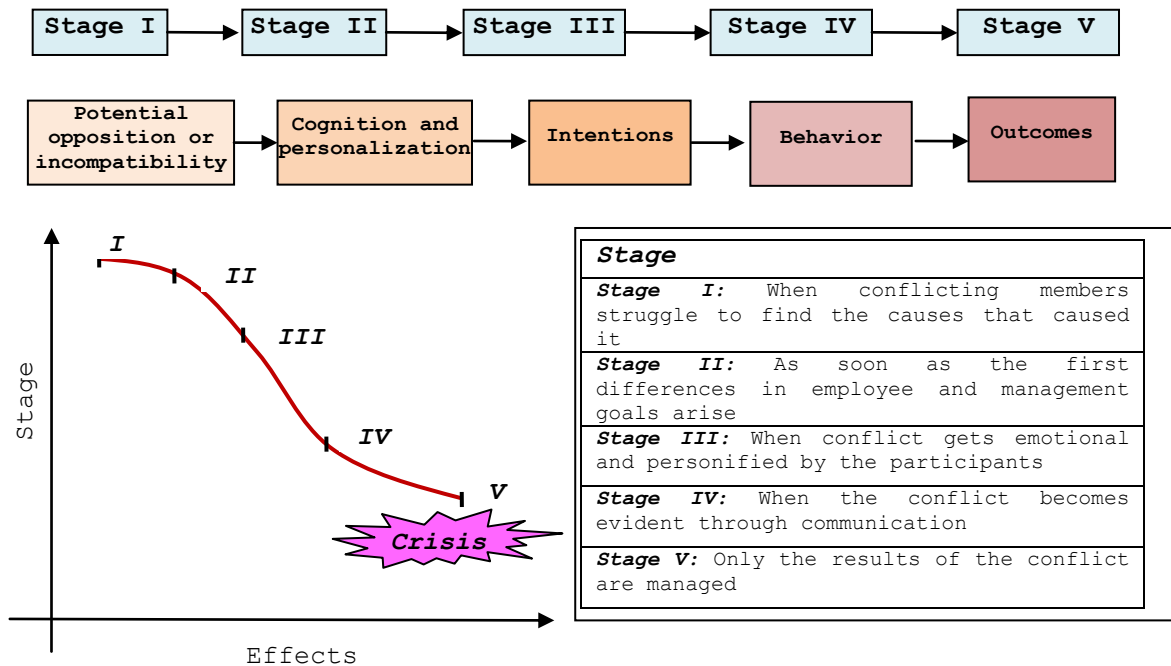 Stage I
Stage II
Stage III
Stage IV
Stage V
Potential
opposition or
incompatibility
Cognition and
personalization
Intentions
Behavior
Outcomes
Stage
I
II
III
IV
V
Crisis
Effects
Stage
Stage I: When conflicting members
struggle to find the causes that caused
it
Stage II: As soon as the first
differences in employee and management
goals arise
Stage III: When conflict gets emotional
and personified by the participants
Stage IV: When the conflict becomes
evident through communication
Stage V: Only the results of the conflict
are managed